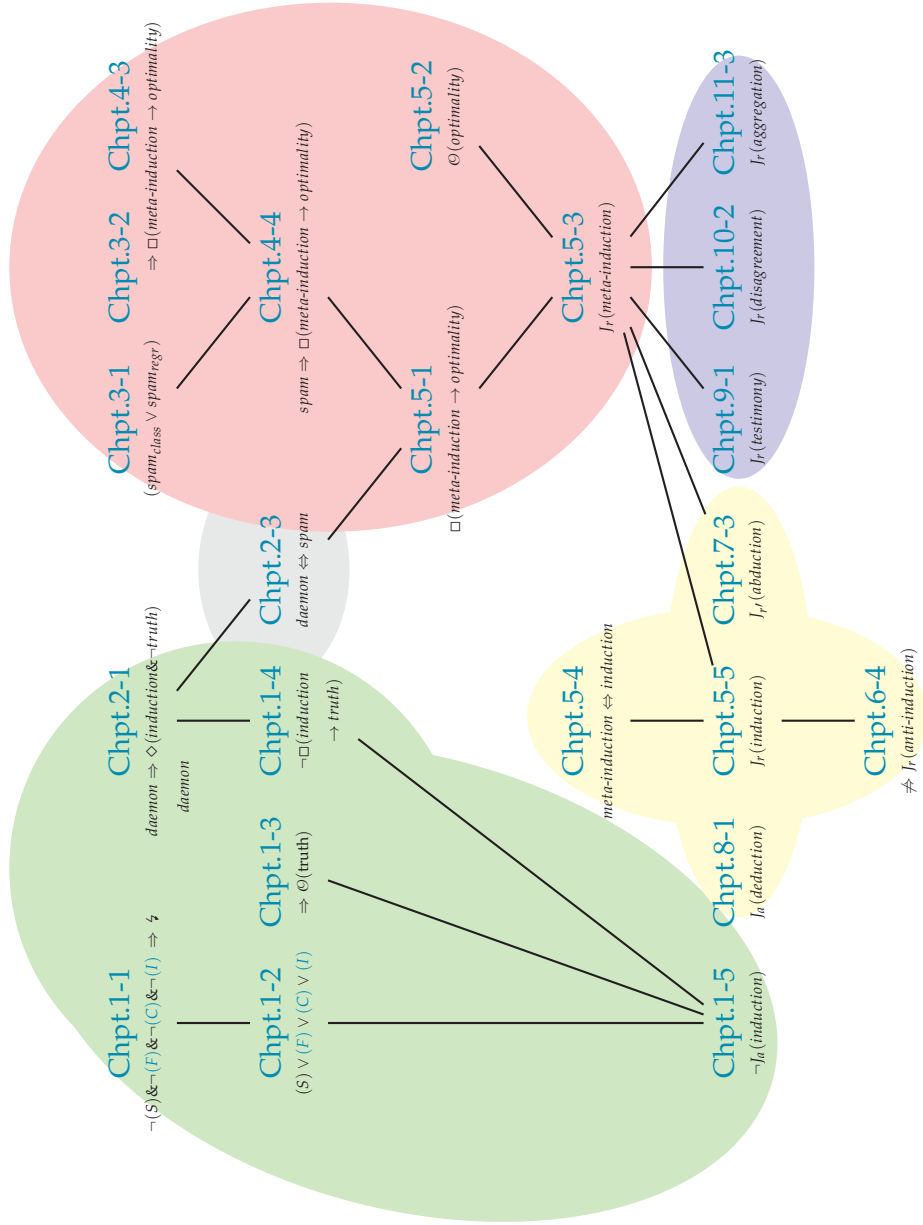 Chpt.1-1
¬(S)&¬(F)&¬(C)&¬(I) ⇒ ↯
Chpt.2-1
daemon ⇒ ◇(induction&¬truth)
daemon
Chpt.3-1
(spam_class ∨ spam_regr)
Chpt.3-2
Chpt.4-3
⇒ □(meta-induction → optimality)
Chpt.1-2
(S) ∨ (F) ∨ (C) ∨ (I)
Chpt.1-3
⇒ 𝒪(truth)
Chpt.1-4
¬□(induction
→ truth)
Chpt.2-3
daemon ⇔ spam
Chpt.4-4
spam ⇒ □(meta-induction → optimality)
Chpt.5-1
□(meta-induction → optimality)
Chpt.5-2
𝒪(optimality)
Chpt.5-4
meta-induction ⇔ induction
Chpt.5-3
J_r(meta-induction)
Chpt.1-5
¬J_a(induction)
Chpt.8-1
J_a(deduction)
Chpt.5-5
J_r(induction)
Chpt.7-3
J_r′(abduction)
Chpt.9-1
J_r(testimony)
Chpt.10-2
J_r(disagreement)
Chpt.11-3
J_r(aggregation)
Chpt.6-4
⇏ J_r(anti-induction)